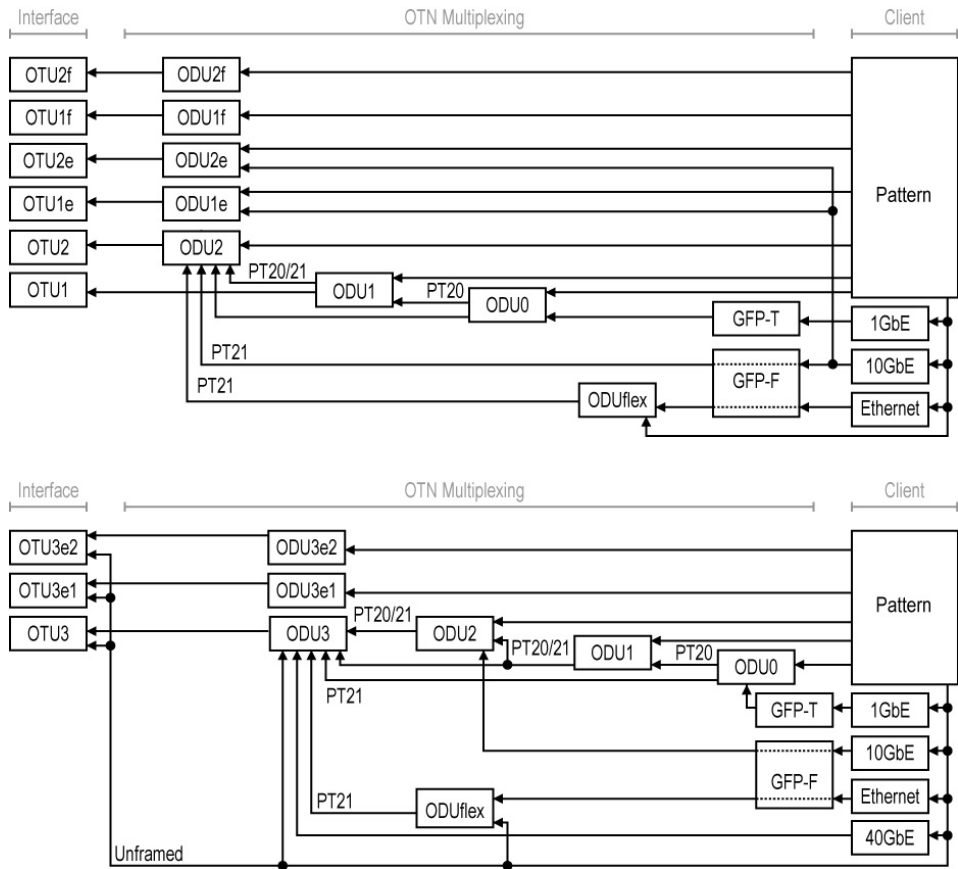 Interface OTN Multiplexing Client
OTU2f ODU2f
OTU1f ODU1f
OTU2e ODU2e
Pattern
OTU1e ODU1e
OTU2 ODU2
PT20/21
OTU1 ODU1 PT20 ODU0
GFP-T 1GbE
PT21 10GbE
GFP-F
PT21 ODUflex Ethernet
Interface OTN Multiplexing Client
OTU3e2 ODU3e2
OTU3e1 ODU3e1
Pattern
PT20/21
OTU3 ODU3 ODU2
PT20/21 ODU1 PT20 ODU0
PT21 GFP-T 1GbE
10GbE
GFP-F
PT21 ODUflex Ethernet
40GbE
Unframed